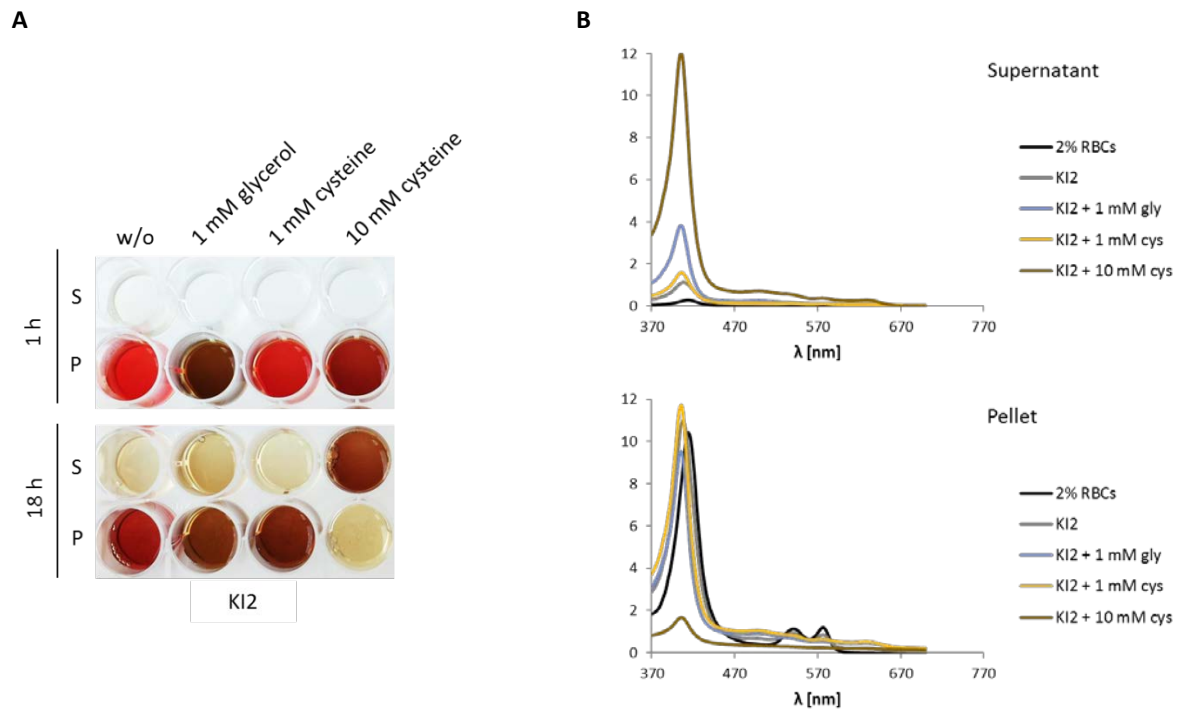 A
B
w/o
1 mM glycerol
1 mM cysteine
10 mM cysteine
1 h
S
P
18 h
S
P
KI2
Supernatant
12
10
8
6
4
2
0
370
470
570
670
770
λ [nm]
2% RBCs
KI2
KI2 + 1 mM gly
KI2 + 1 mM cys
KI2 + 10 mM cys
Pellet
12
10
8
6
4
2
0
370
470
570
670
770
λ [nm]
2% RBCs
KI2
KI2 + 1 mM gly
KI2 + 1 mM cys
KI2 + 10 mM cys